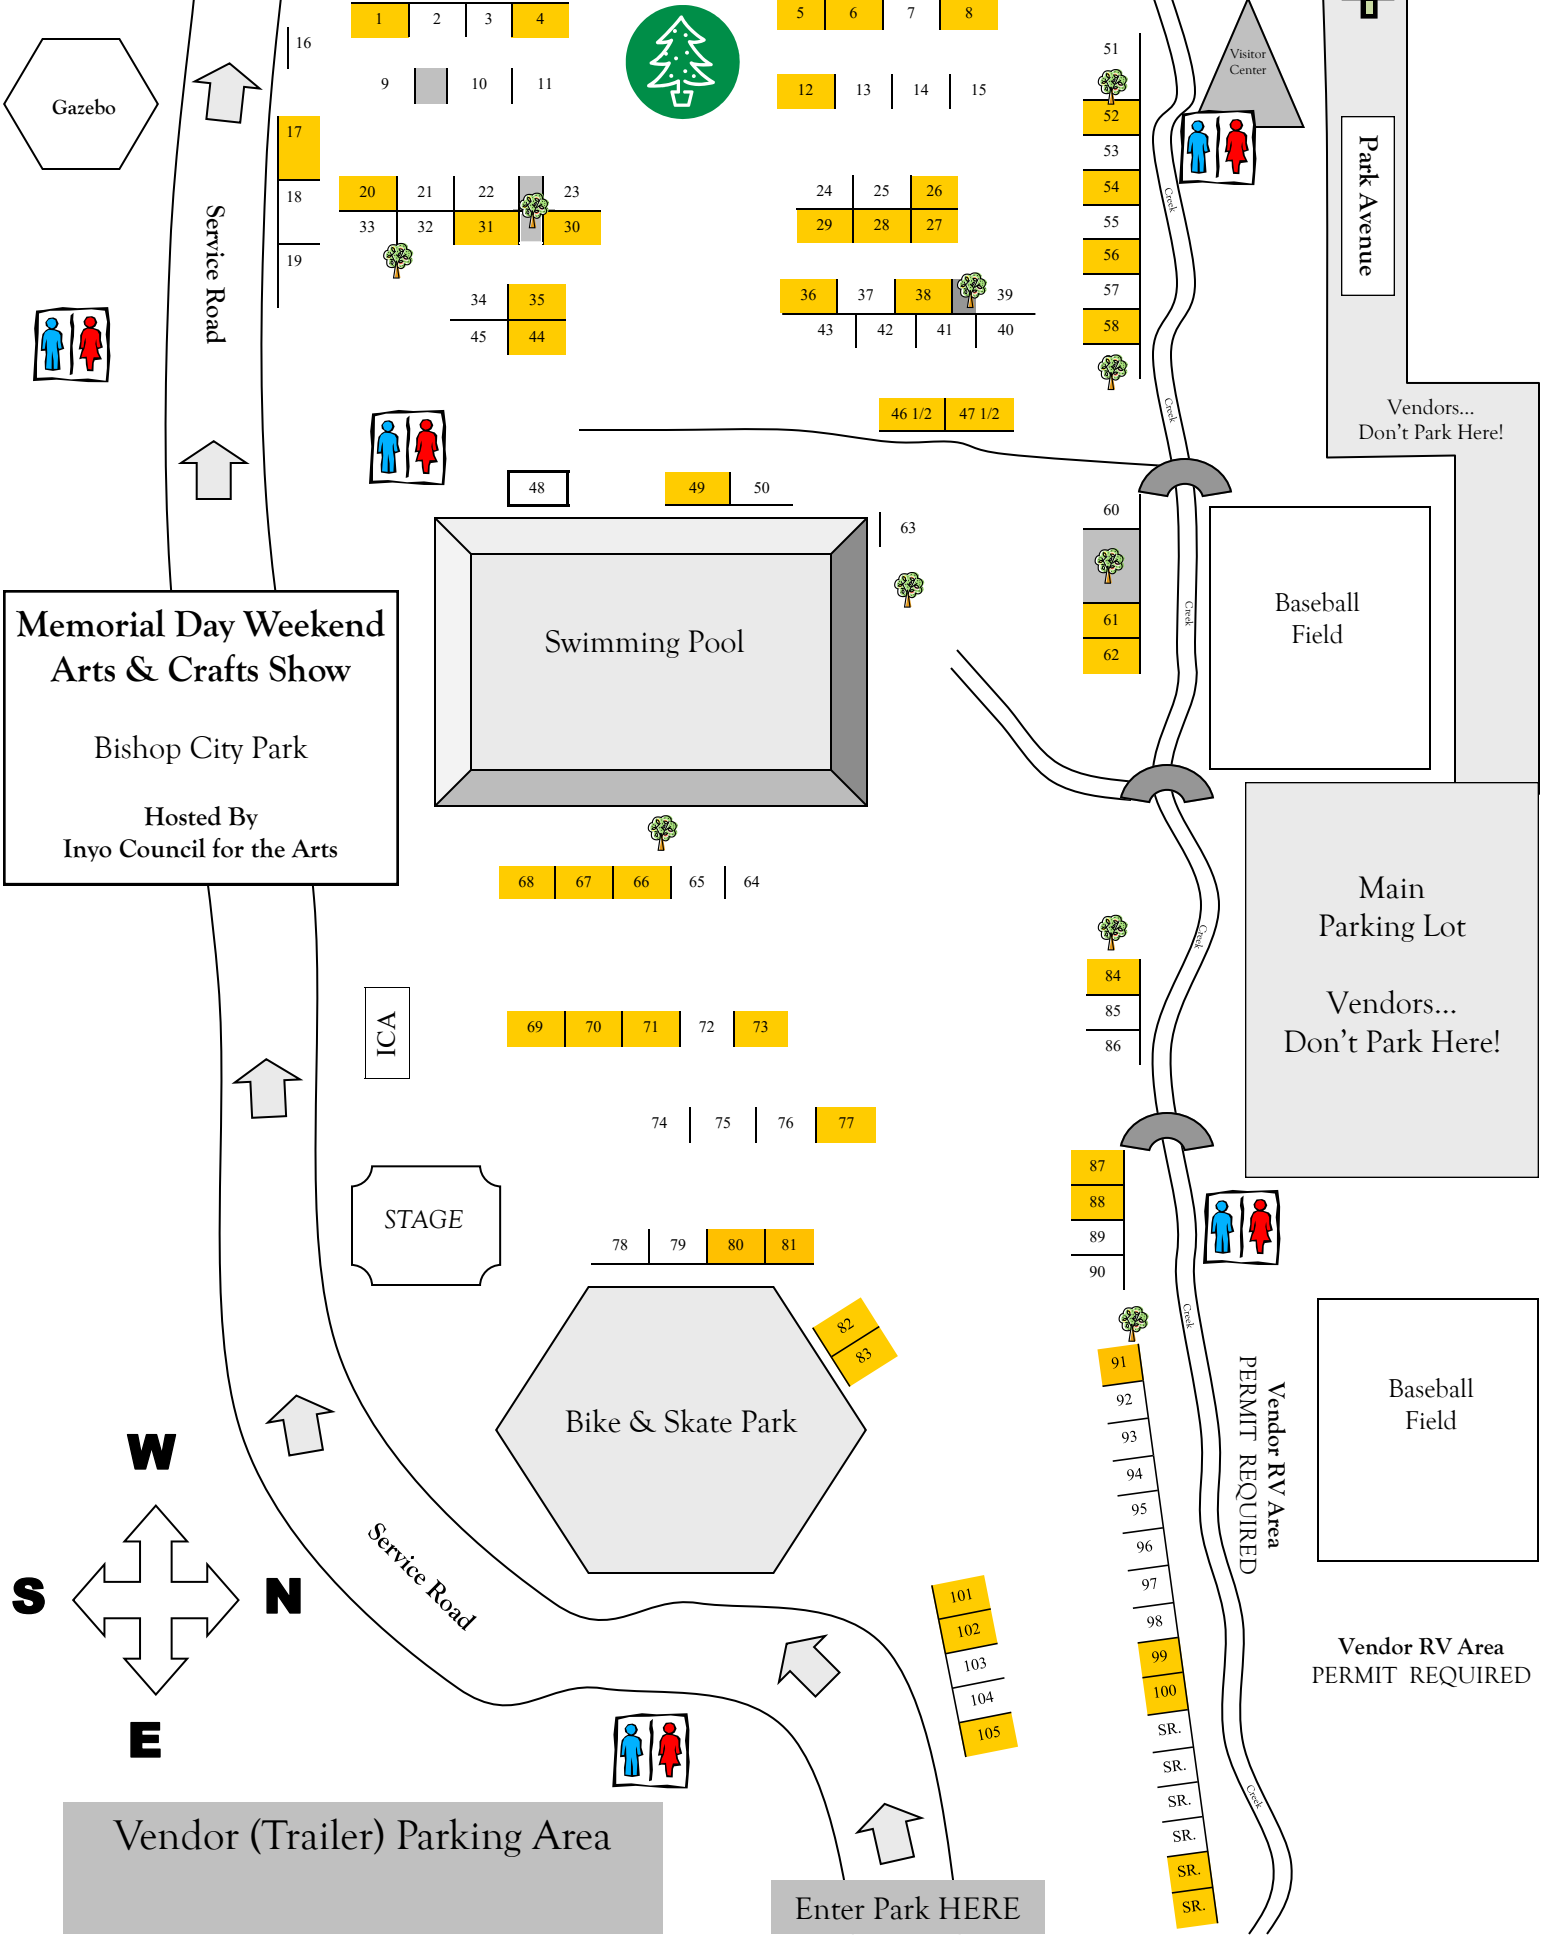 1 2 3 4 5 6 7 8
16
9 10 11 12 13 14 15
51
Visitor
Center
Gazebo
17
52
53
18
20 21 22 23
24 25 26
54
33 32 31 30
29 28 27
55
19
56
34 35
36 37 38 39
57
45 44
43 42 41 40
58
Service Road
Creek
Park Avenue
46 1/2 47 1/2
Creek
Vendors...
Don't Park Here!
48 49 50
60
63
61
62
Creek
Baseball
Field
Swimming Pool
Memorial Day Weekend
Arts & Crafts Show
Bishop City Park
Hosted By
Inyo Council for the Arts
68 67 66 65 64
Main
Parking Lot
Vendors...
Don't Park Here!
Creek
84
85
86
ICA
69 70 71 72 73
74 75 76 77
STAGE
87
88
89
90
78 79 80 81
82
83
Creek
Bike & Skate Park
91
92
93
94
95
96
97
98
99
100
SR.
SR.
SR.
SR.
SR.
SR.
Vendor RV Area
PERMIT REQUIRED
Baseball
Field
W
S N
E
Service Road
101
102
103
104
105
Vendor RV Area
PERMIT REQUIRED
Creek
Vendor (Trailer) Parking Area
Enter Park HERE